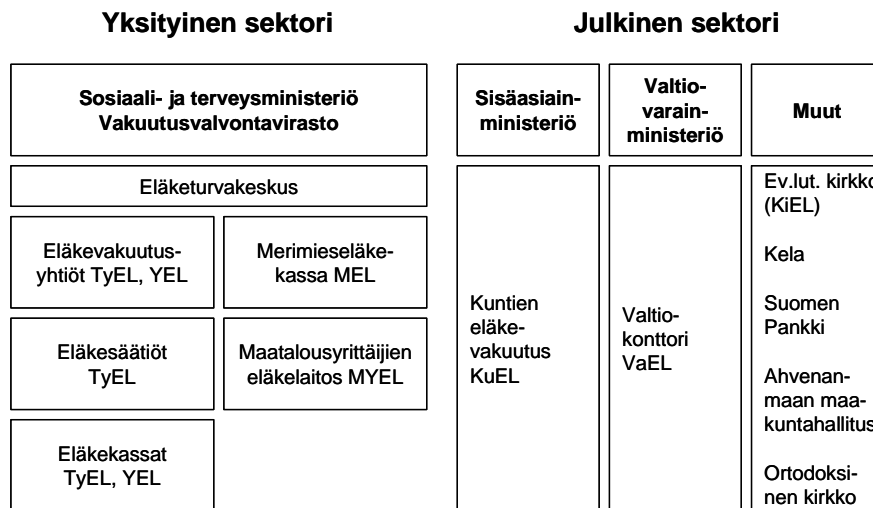 Yksityinen sektori
Julkinen sektori
Sosiaali- ja terveysministeriö
Vakuutusvalvontavirasto
Sisäasiain-
ministeriö
Valtio-
varain-
ministeriö
Muut
Eläketurvakeskus
Eläkevakuutus-
yhtiöt TyEL, YEL
Merimieseläke-
kassa MEL
Eläkesäätiöt
TyEL
Maatalousyrittäijien
eläkelaitos MYEL
Eläkekassat
TyEL, YEL
Kuntien
eläke-
vakuutus
KuEL
Valtio-
konttori
VaEL
Ev.lut. kirkko
(KiEL)
Kela
Suomen
Pankki
Ahvenan-
maan maa-
kuntahallitus
Ortodoksi-
nen kirkko